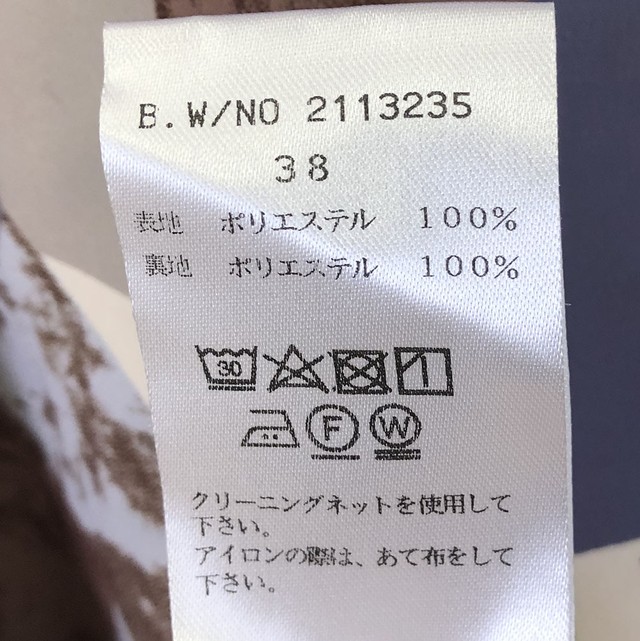 B.W/NO 2113235
38
表地 ポリエステル 100%
裏地 ポリエステル 100%
30
F W
クリーニングネットを使用して
下さい。
アイロンの際は、あて布をして
下さい。